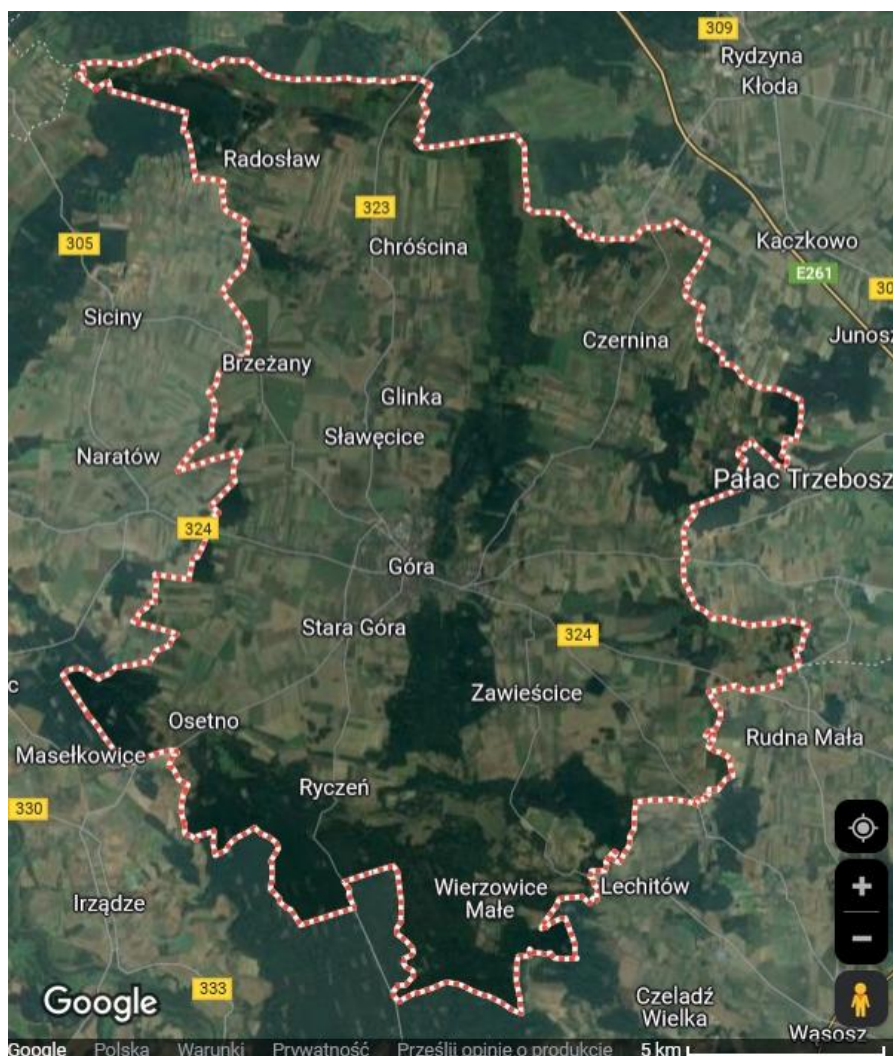 309
Rydzyna
Kłoda
Radosław
323
Chróścina
305
Kaczkowo
E261
30
Siciny
Czernina
Junosz
Brzeżany
Glinka
Sławęcice
Naratów
Pałac Trzebosz
324
Góra
Stara Góra
324
c
Zawieścice
Osetno
Masełkowice
Rudna Mała
Ryczeń
330
Wierzowice
Małe
Lechitów
Irządze
333
Google
Czeladź
Wielka
Wąsosz
Google Polska Warunki Prywatność Prześlij opinię o produkcie 5 km